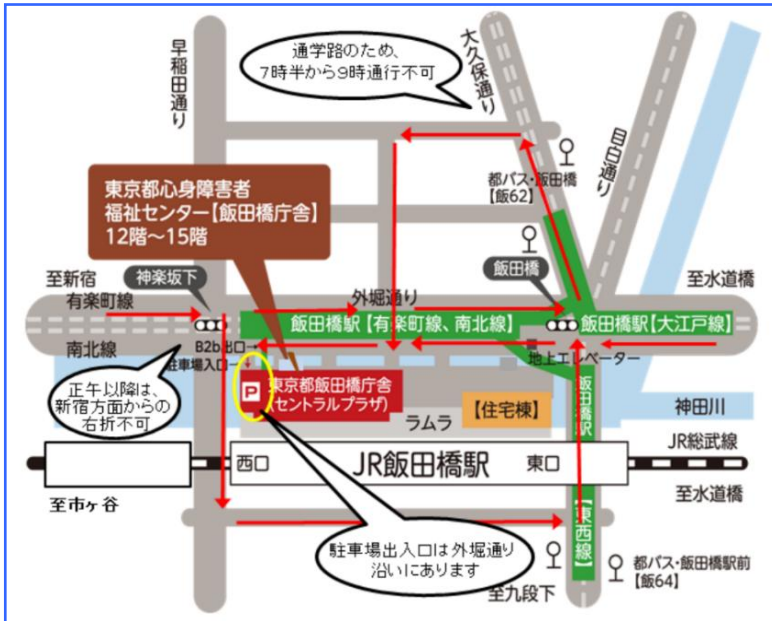 早稲田通り
通学路のため、
7時半から9時通行不可
大久保通り
目白通り
都バス・飯田橋
【飯62】
東京都心身障害者
福祉センター【飯田橋庁舎】
12階～15階
至新宿
神楽坂下
飯田橋
至水道橋
有楽町線
外堀通り
飯田橋駅【有楽町線、南北線】
飯田橋駅【大江戸線】
南北線
B2b出口→
駐車場入口→
地上エレベーター
正午以降は、
新宿方面からの
右折不可
P
東京都飯田橋庁舎
(セントラルプラザ)
ラムラ
【住宅棟】
飯田橋駅
【東西線】
神田川
JR総武線
西口
JR飯田橋駅
東口
至水道橋
至市ヶ谷
駐車場出入口は外堀通り
沿いにあります
都バス・飯田橋駅前
【飯64】
至九段下